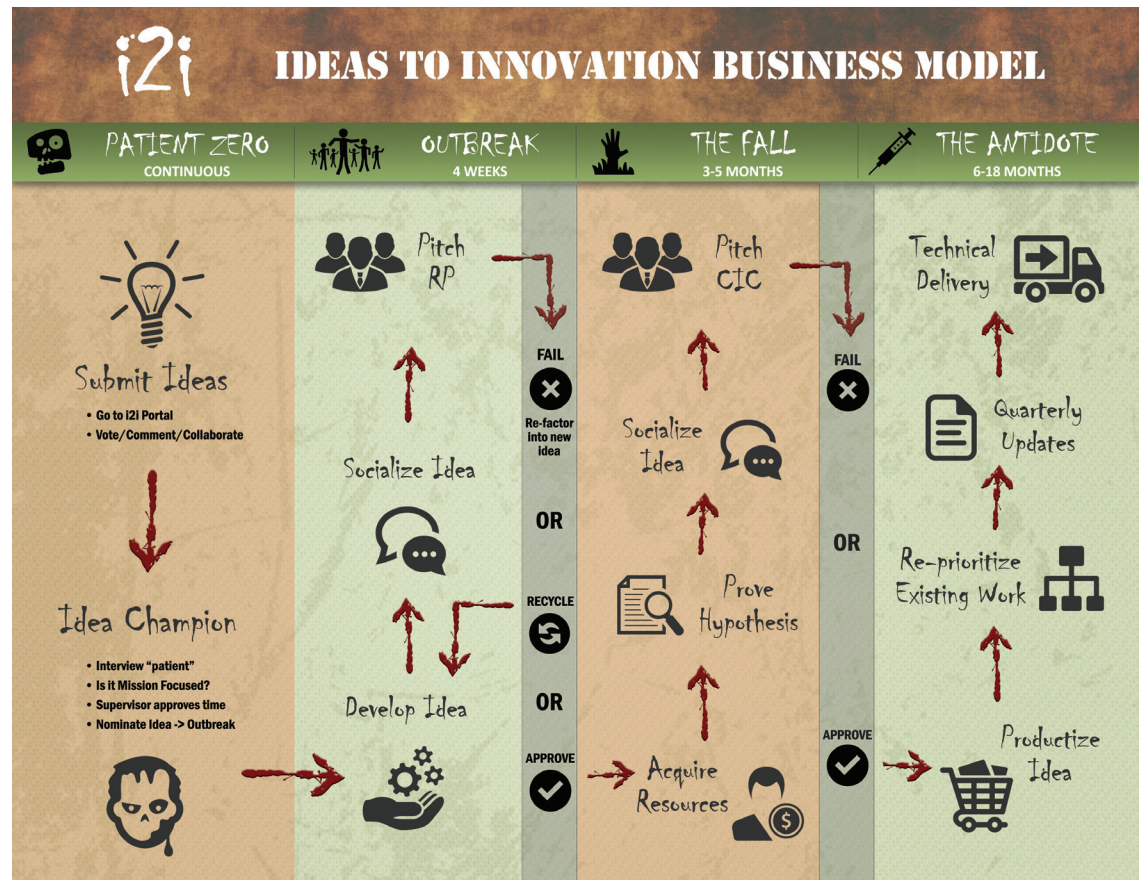 i2i
IDEAS TO INNOVATION BUSINESS MODEL
PATIENT ZERO
CONTINUOUS
OUTBREAK
4 WEEKS
THE FALL
3-5 MONTHS
THE ANTIDOTE
6-18 MONTHS
Submit Ideas
• Go to i2i Portal
• Vote/Comment/Collaborate
Idea Champion
• Interview "patient"
• Is it Mission Focused?
• Supervisor approves time
• Nominate Idea -> Outbreak
Pitch
RP
Socialize Idea
Develop Idea
FAIL
Re-factor
into new
idea
OR
RECYCLE
OR
APPROVE
Pitch
CIC
Socialize
Idea
Prove
Hypothesis
Acquire
Resources
$
FAIL
OR
APPROVE
Technical
Delivery
Quarterly
Updates
Re-prioritize
Existing Work
Productize
Idea